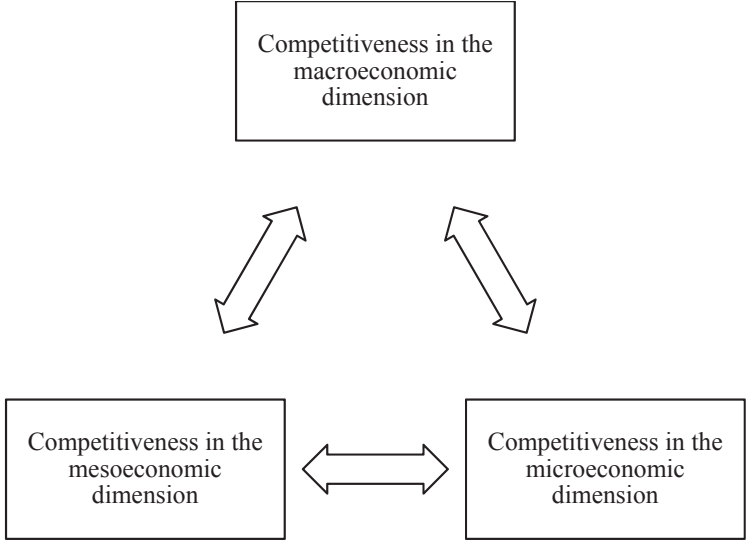 Competitiveness in the
macroeconomic
dimension
Competitiveness in the
mesoeconomic
dimension
Competitiveness in the
microeconomic
dimension